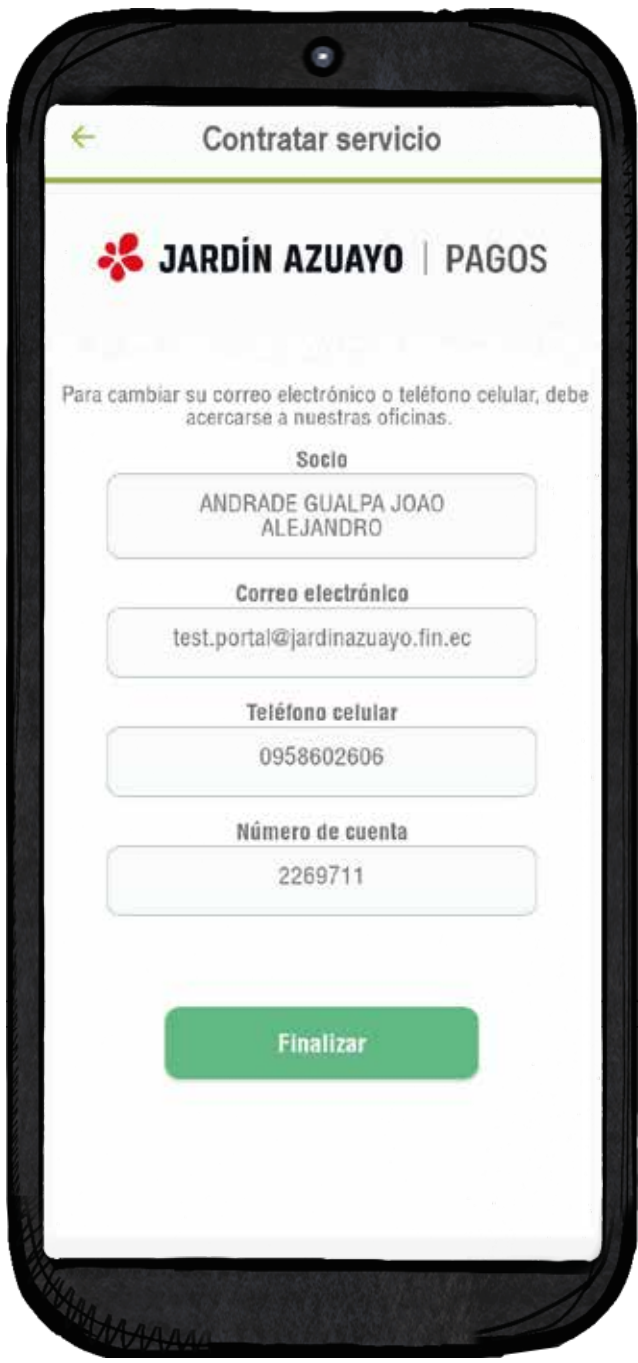 Contratar servicio
JARDÍN AZUAYO | PAGOS
Para cambiar su correo electrónico o teléfono celular, debe
acercarse a nuestras oficinas.
Socio
ANDRADE GUALPA JOAO
ALEJANDRO
Correo electrónico
test.portal@jardinazuayo.fin.ec
Teléfono celular
0958602606
Número de cuenta
2269711
Finalizar